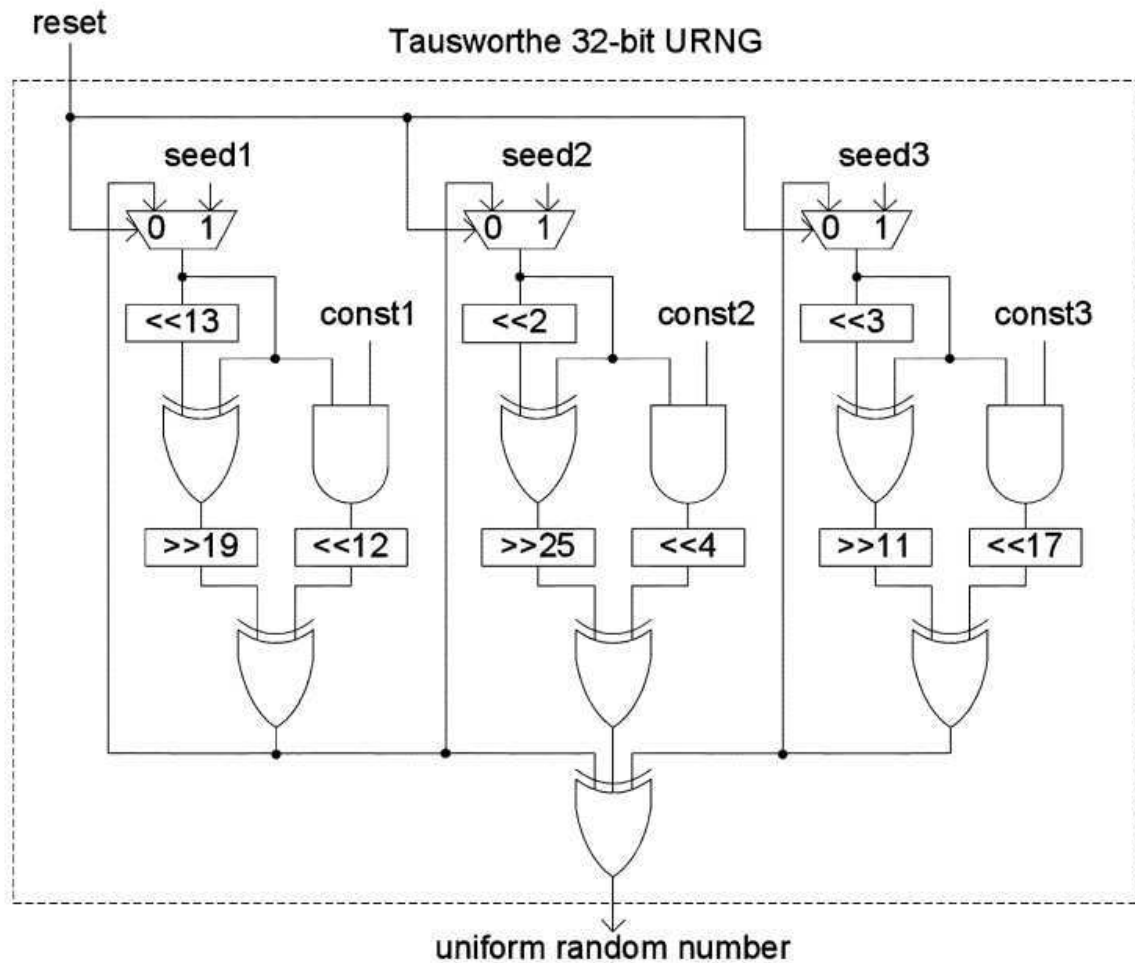 reset
Tausworthe 32-bit URNG
seed1 seed2 seed3
0 1 0 1 0 1
<<13 const1 <<2 const2 <<3 const3
>>19 <<12 >>25 <<4 >>11 <<17
uniform random number